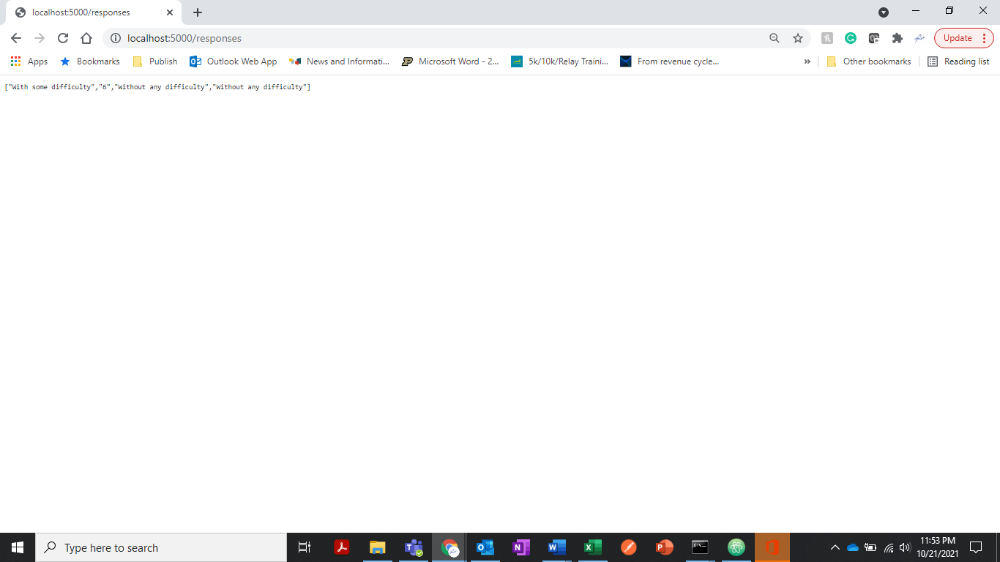 localhost:5000/responses
localhost:5000/responses
Update
Apps
Bookmarks
Publish
Outlook Web App
News and Informati...
Microsoft Word - 2...
5k/10k/Relay Traini...
From revenue cycle...
»
Other bookmarks
Reading list
["With some difficulty","6","Without any difficulty","Without any difficulty"]
Type here to search
11:53 PM
10/21/2021